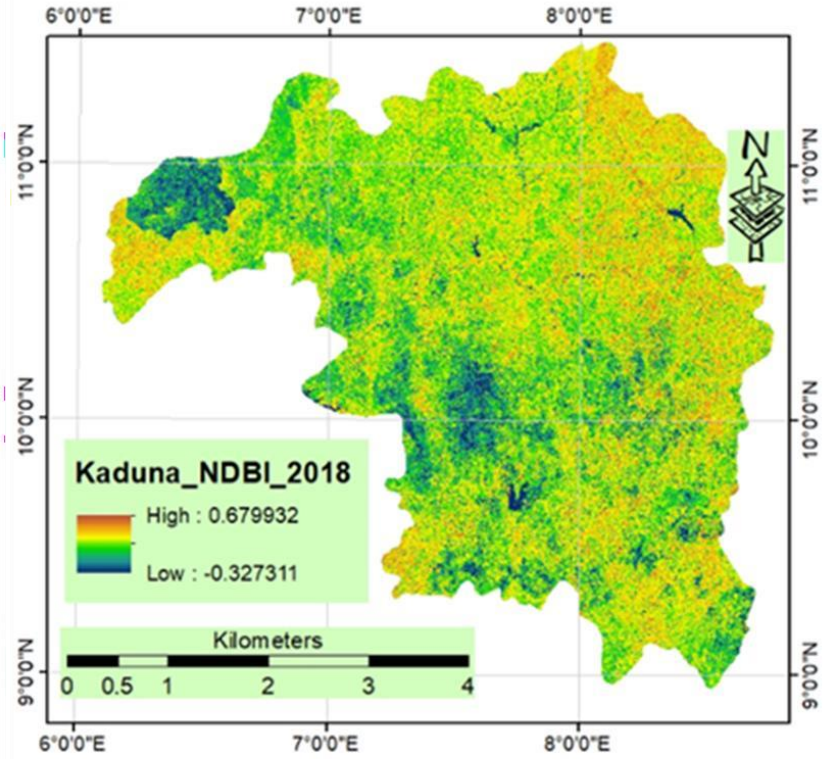 6°0'0"E 7°0'0"E 8°0'0"E
N
11°0'0"N 11°0'0"N
10°0'0"N 10°0'0"N
Kaduna_NDBI_2018
High : 0.679932
Low : -0.327311
Kilometers
0 0.5 1 2 3 4
9°0'0"N 9°0'0"N
6°0'0"E 7°0'0"E 8°0'0"E